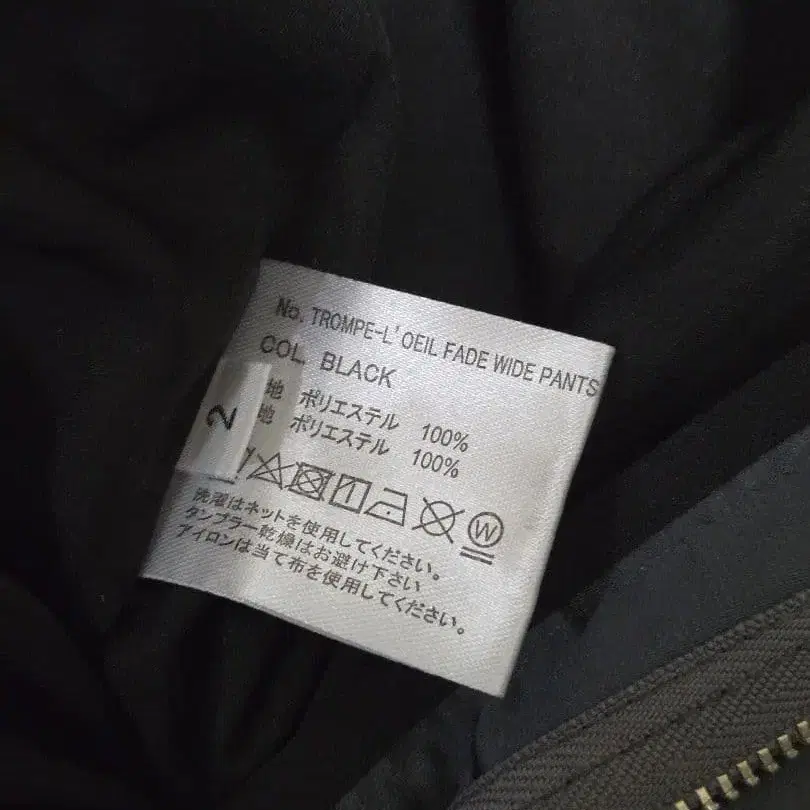 No. TROMPE-L'OEIL FADE WIDE PANTS
COL. BLACK
地 ポリエステル 100%
地 ポリエステル 100%
2
W
洗濯はネットを使用してください。
タンブラー乾燥はお避け下さい
アイロンは当て布を使用してください。